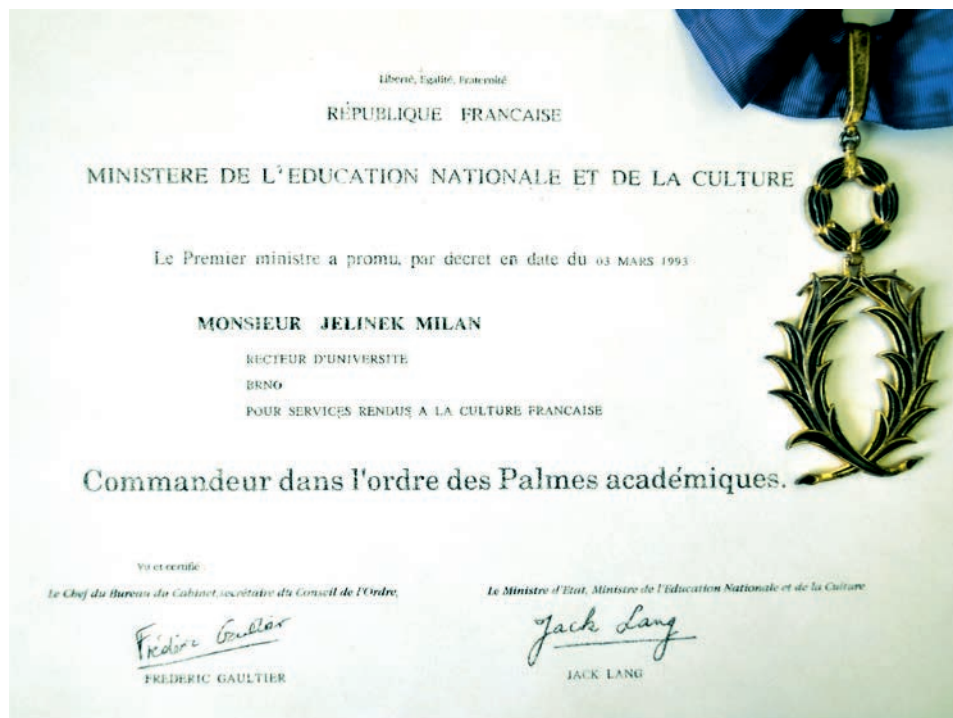 Liberté, Egalité, Fraternité
RÉPUBLIQUE FRANCAISE
MINISTERE DE L'EDUCATION NATIONALE ET DE LA CULTURE
Le Premier ministre a promu, par décret en date du 03 MARS 1993
MONSIEUR JELINEK MILAN
RECTEUR D'UNIVERSITE
BRNO
POUR SERVICES RENDUS A LA CULTURE FRANCAISE
Commandeur dans l'ordre des Palmes académiques.
Vu et certifié
Le Chef du Bureau du Cabinet, secrétaire du Conseil de l'Ordre,
Le Ministre d'Etat, Ministre de l'Education Nationale et de la Culture
Frédéric Gaultier
Jack Lang
FREDERIC GAULTIER
JACK LANG